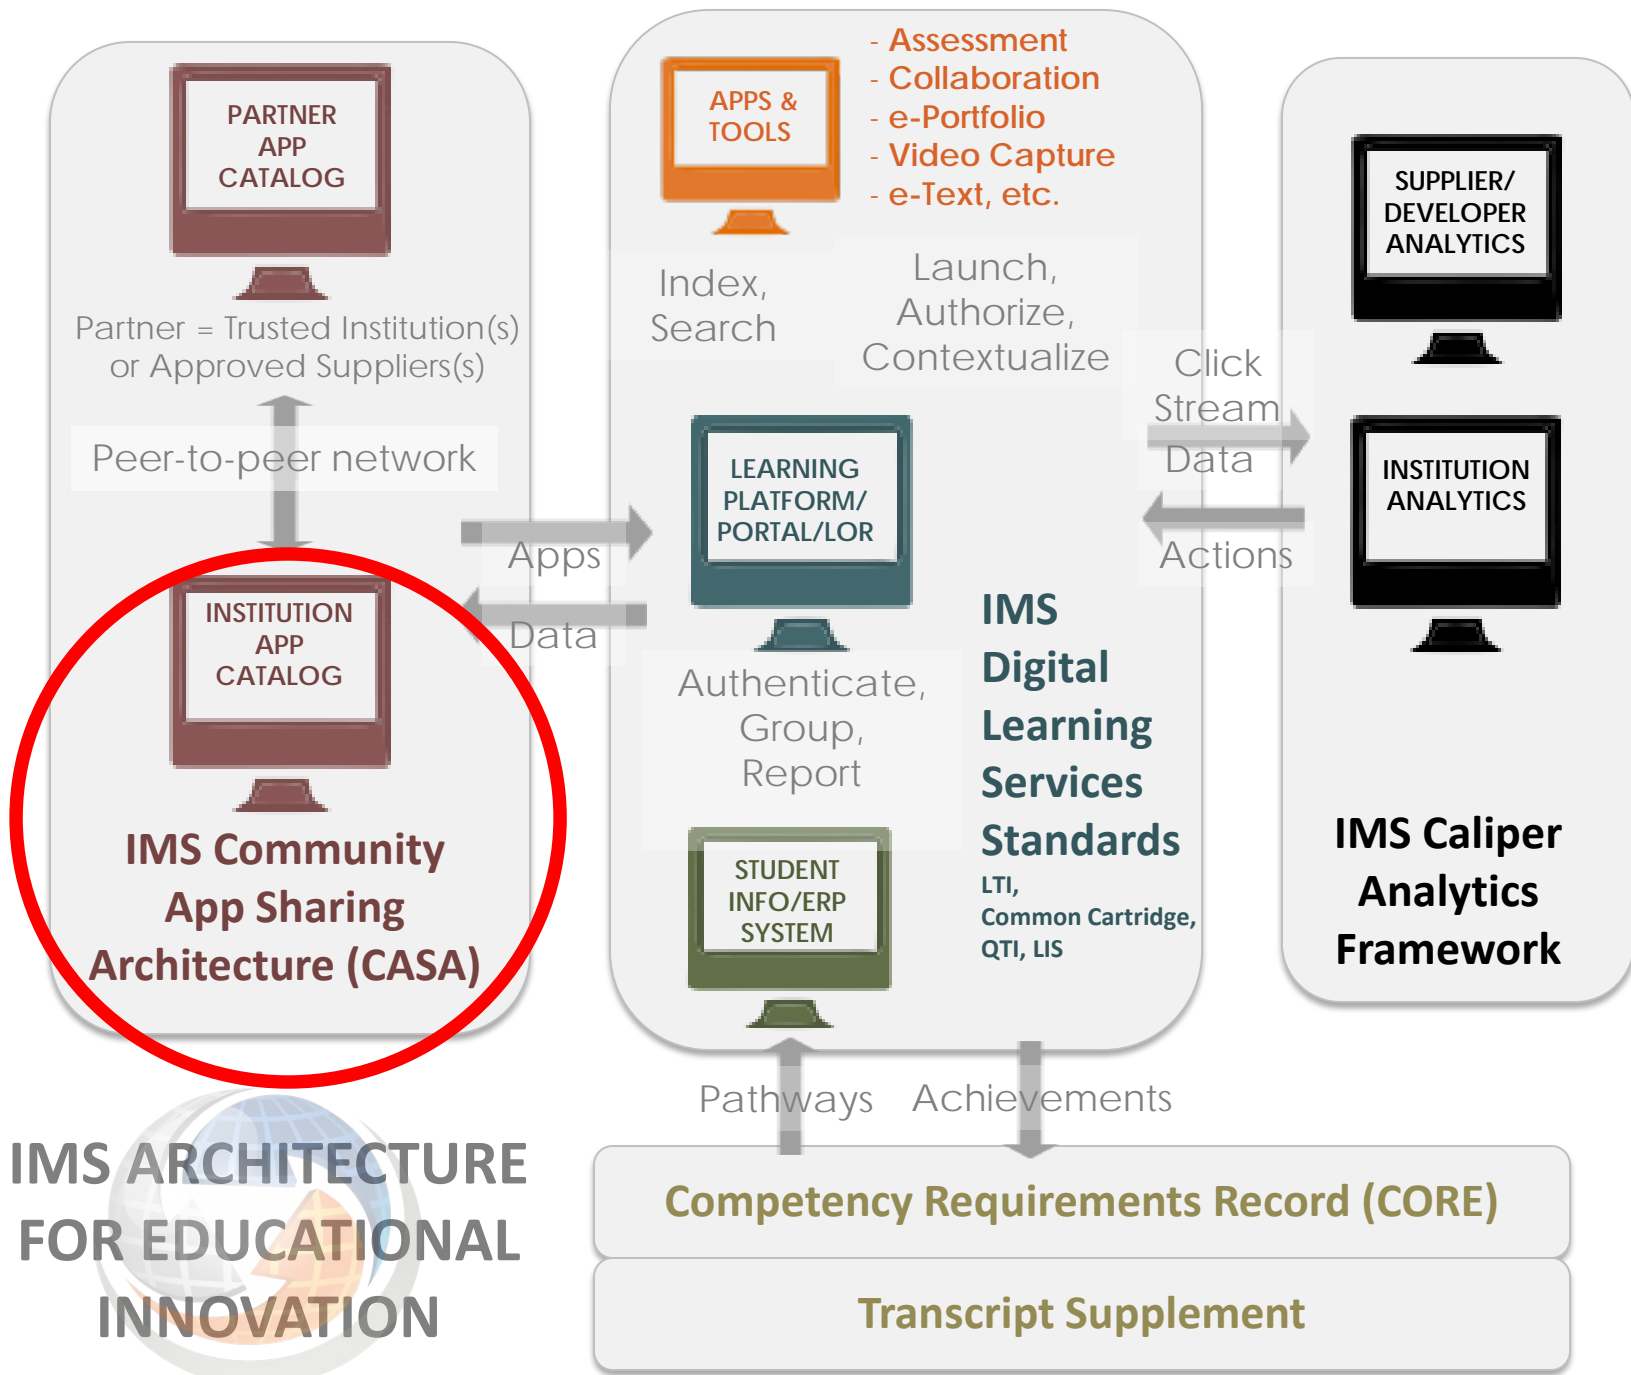 PARTNER
APP
CATALOG
Partner = Trusted Institution(s)
or Approved Suppliers(s)
Peer-to-peer network
INSTITUTION
APP
CATALOG
IMS Community
App Sharing
Architecture (CASA)
Apps
Data
APPS &
TOOLS
- Assessment
- Collaboration
- e-Portfolio
- Video Capture
- e-Text, etc.
Index,
Search
Launch,
Authorize,
Contextualize
LEARNING
PLATFORM/
PORTAL/LOR
Authenticate,
Group,
Report
IMS
Digital
Learning
Services
Standards
LTI,
Common Cartridge,
QTI, LIS
STUDENT
INFO/ERP
SYSTEM
Click
Stream
Data
Actions
SUPPLIER/
DEVELOPER
ANALYTICS
INSTITUTION
ANALYTICS
IMS Caliper
Analytics
Framework
Pathways
Achievements
Competency Requirements Record (CORE)
Transcript Supplement
IMS ARCHITECTURE
FOR EDUCATIONAL
INNOVATION